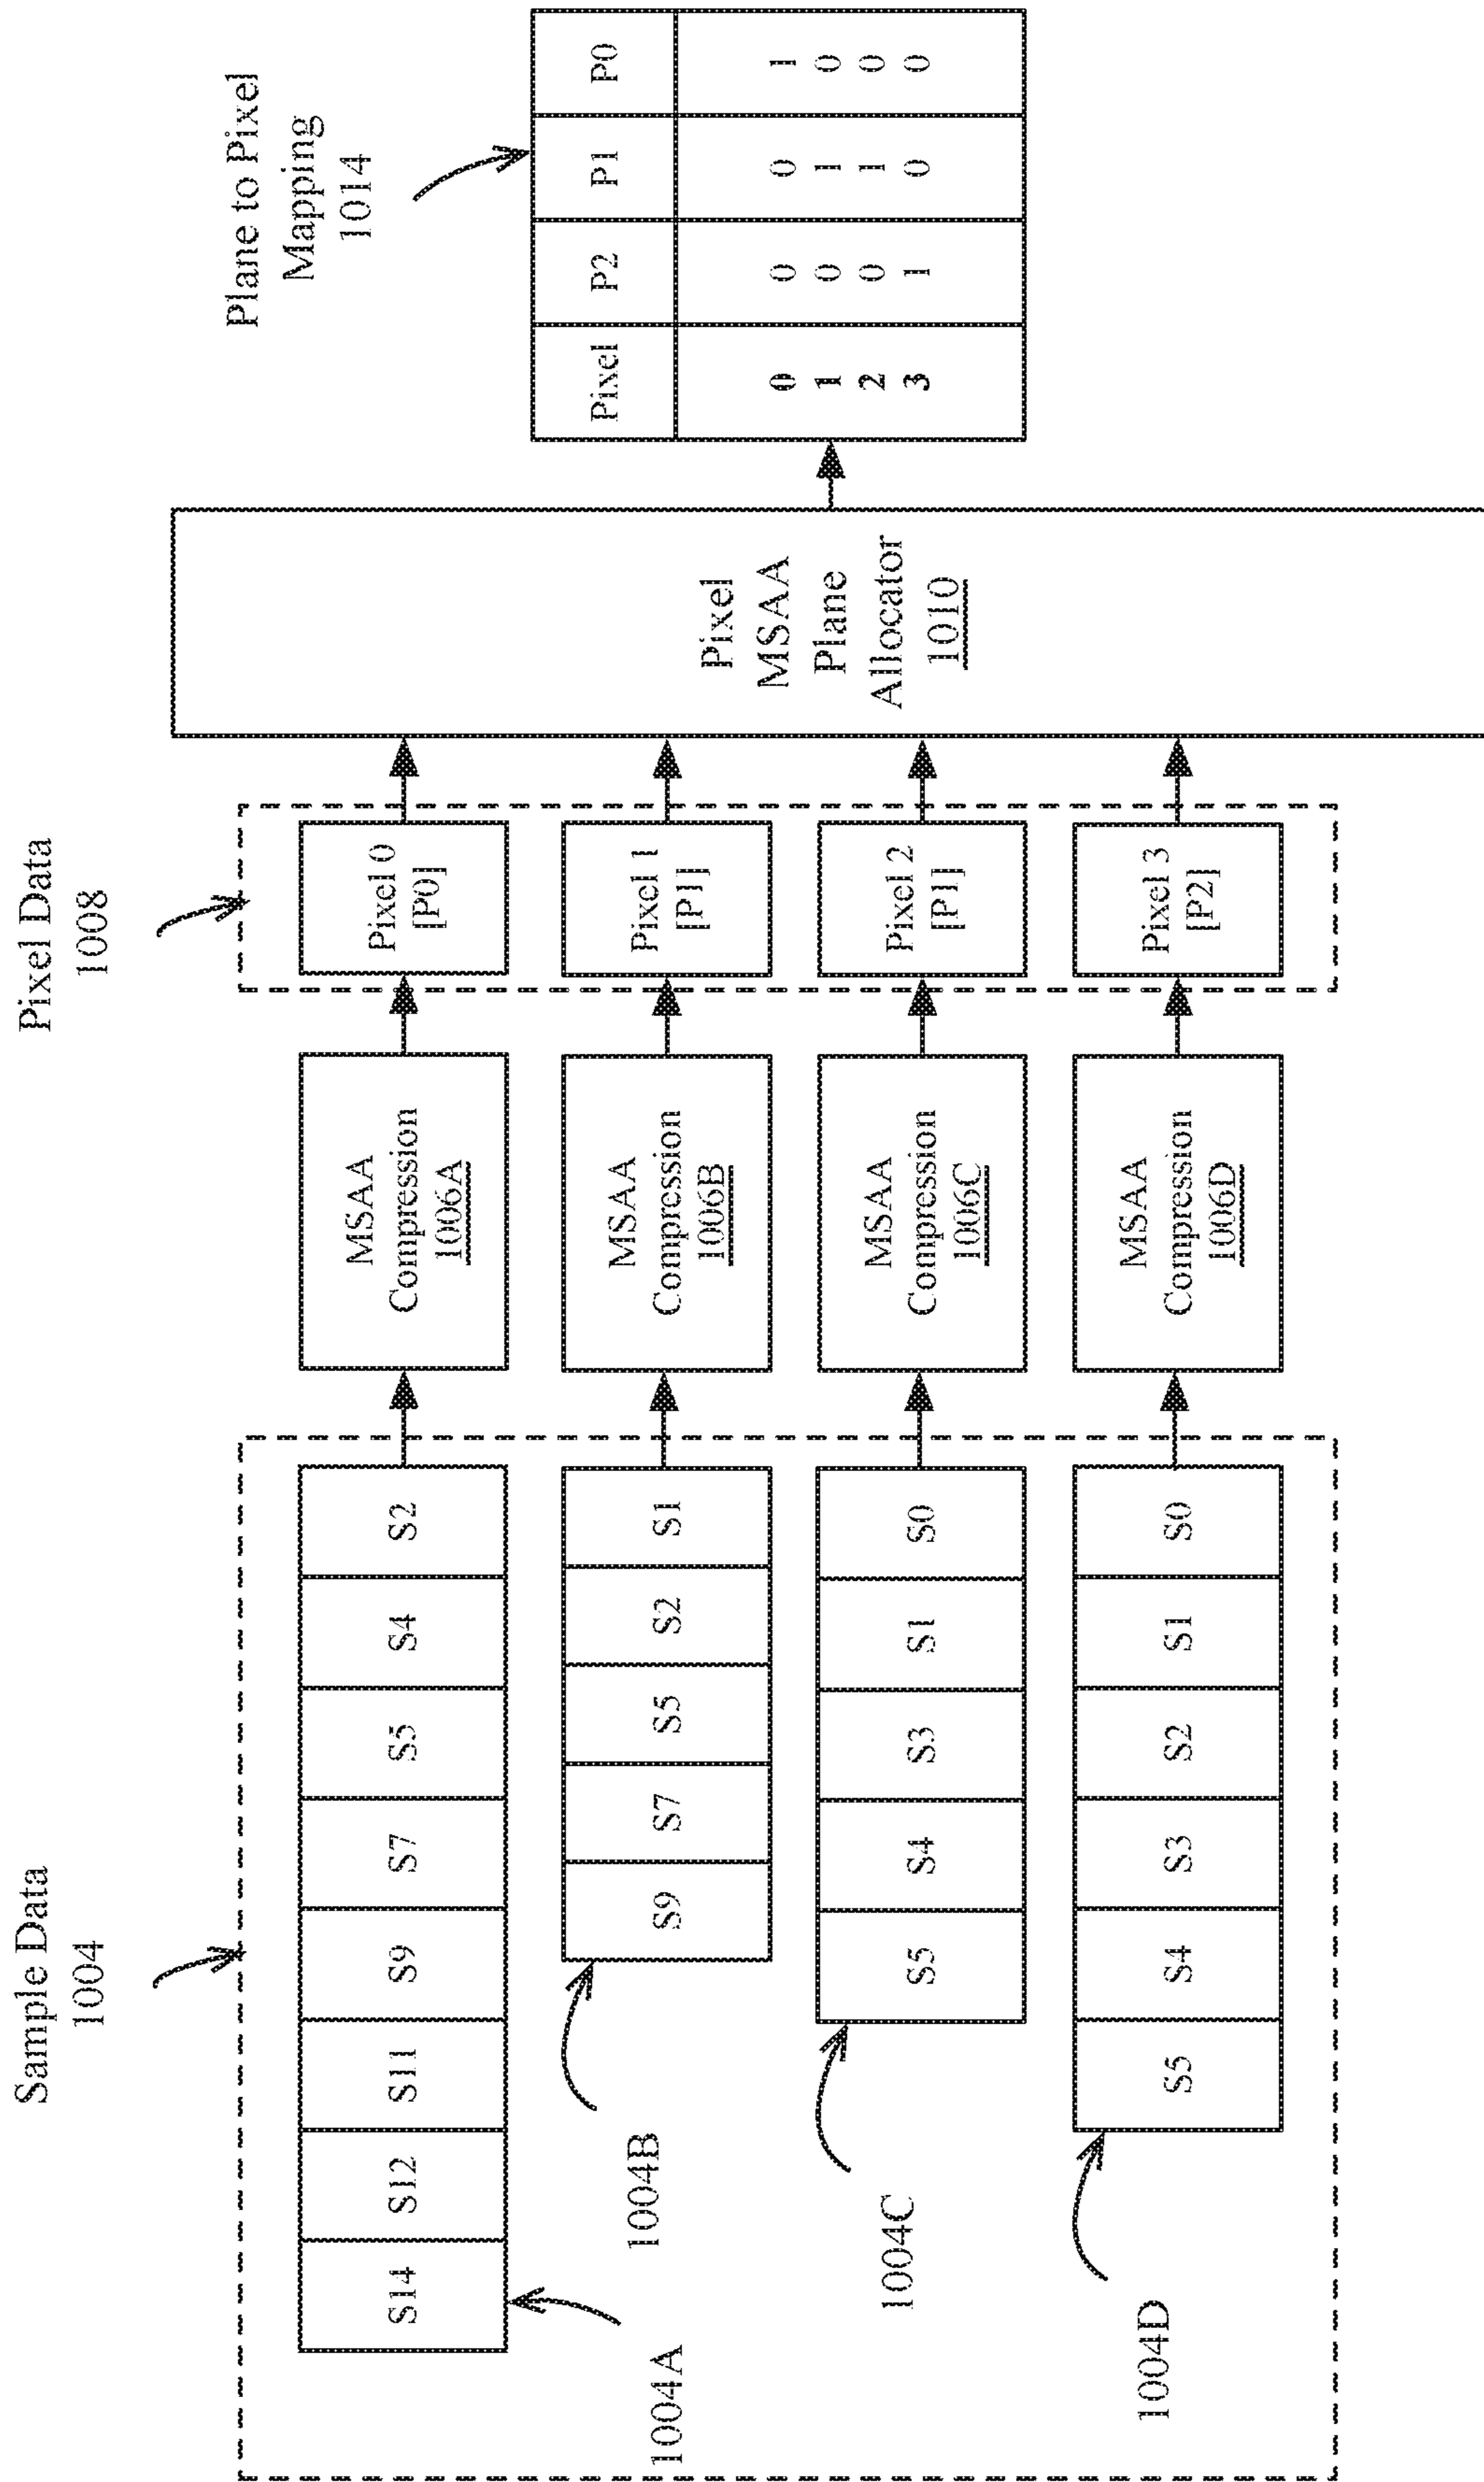 Sample Data
1004
Pixel Data
1008
Plane to Pixel
Mapping
1014
S14 S12 S11 S9 S7 S5 S4 S2
1004A
MSAA
Compression
1006A
Pixel 0
[P0]
S9 S7 S5 S2 S1
1004B
MSAA
Compression
1006B
Pixel 1
[P1]
S5 S4 S3 S1 S0
1004C
MSAA
Compression
1006C
Pixel 2
[P1]
S5 S4 S3 S2 S1 S0
1004D
MSAA
Compression
1006D
Pixel 3
[P2]
Pixel
MSAA
Plane
Allocator
1010
Pixel P2 P1 P0
0 0 0 1
1 0 1 0
2 0 1 0
3 1 0 0